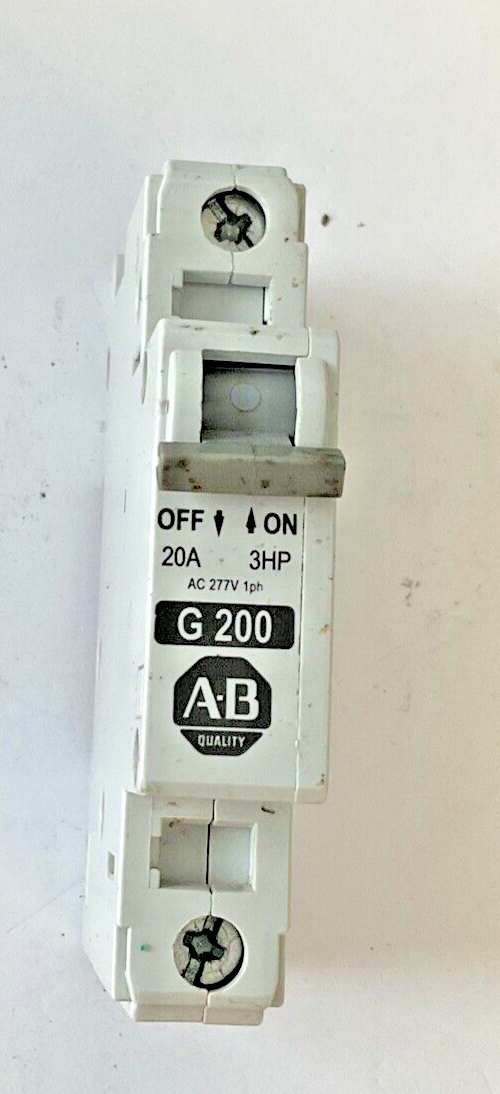 OFF ON
20A 3HP
AC 277V 1ph
G 200
A-B
QUALITY